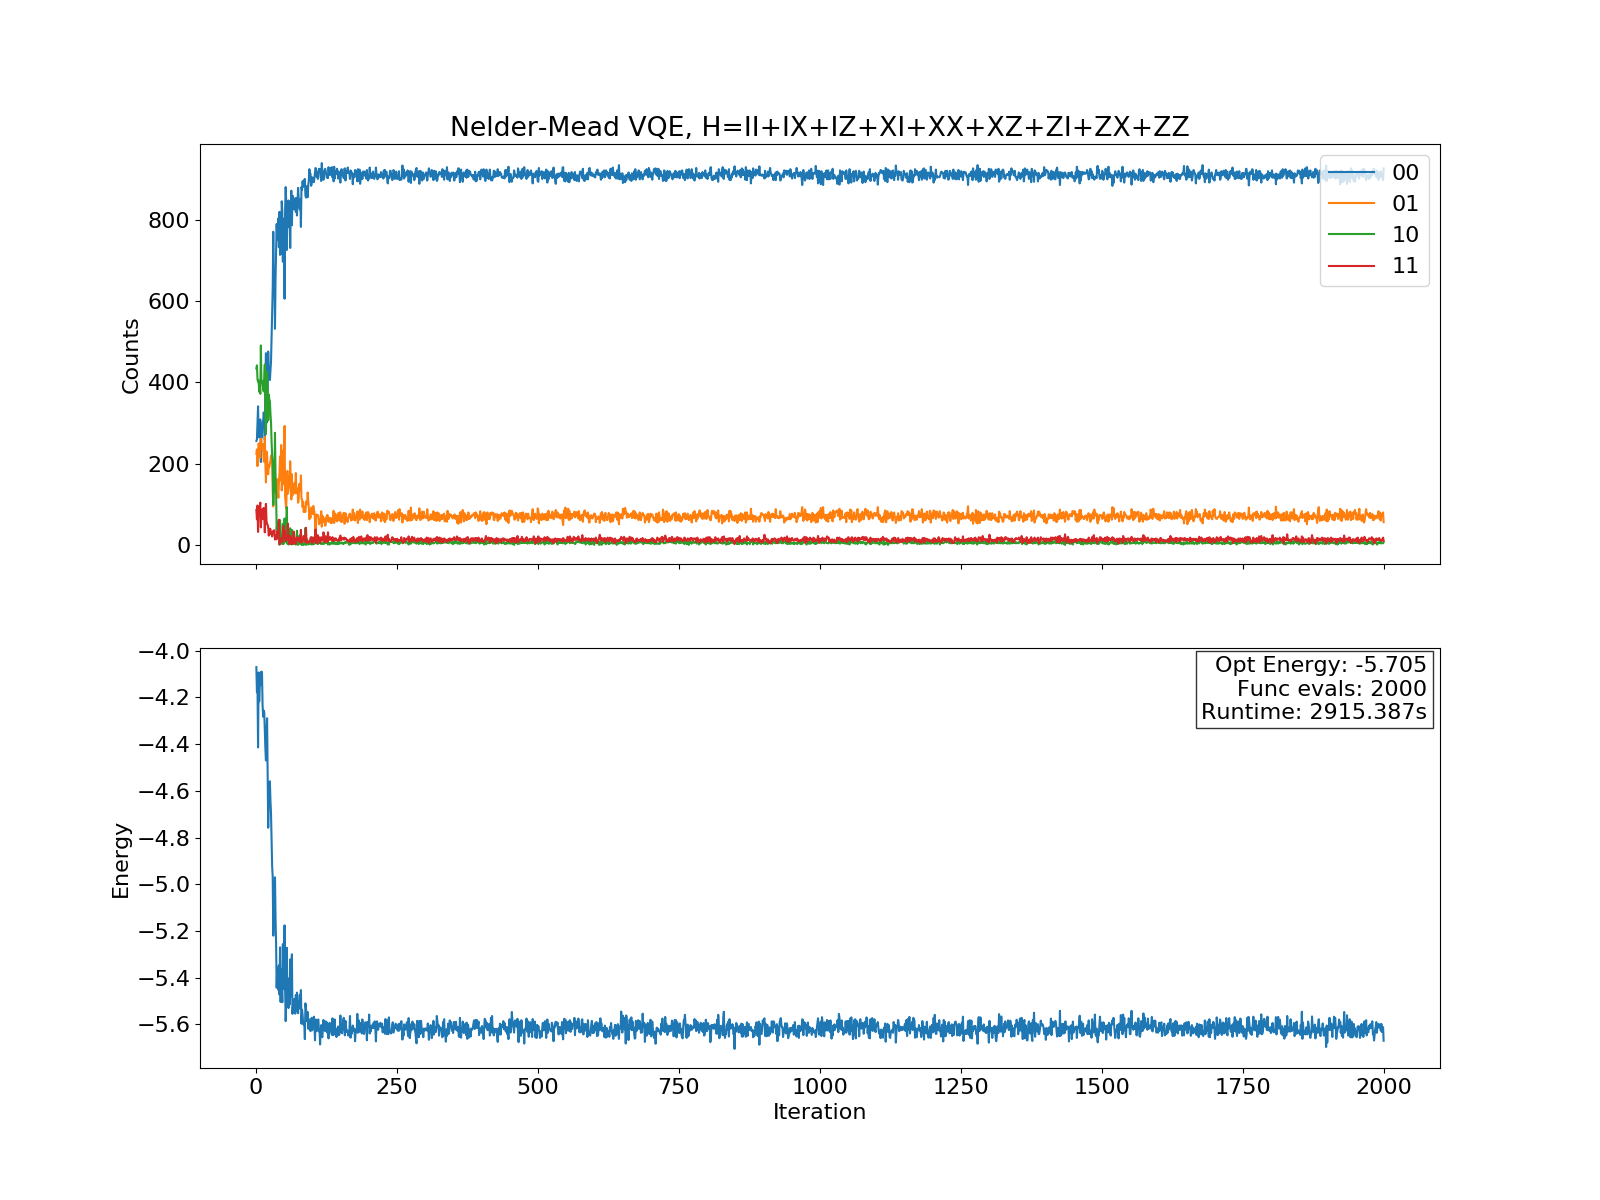 Nelder-Mead VQE, H=II+IX+IZ+XI+XX+XZ+ZI+ZX+ZZ
Counts
800
600
400
200
0
00
01
10
11
Energy
−4.0
−4.2
−4.4
−4.6
−4.8
−5.0
−5.2
−5.4
−5.6
Opt Energy: -5.705
Func evals: 2000
Runtime: 2915.387s
0 250 500 750 1000 1250 1500 1750 2000
Iteration